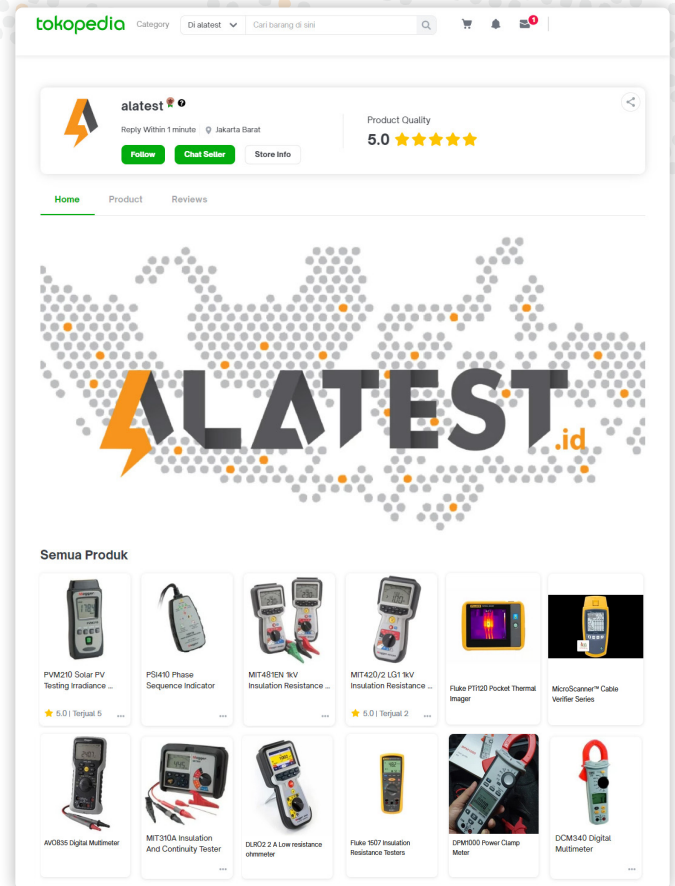 tokopedia Category Di alatest Cari barang di sini 1
alatest
Reply Within 1 minute Jakarta Barat
Follow Chat Seller Store Info
Product Quality
5.0
Home Product Reviews
ALATEST.id
Semua Produk
PVM210 Solar PV
Testing Irradiance ...
5.0 | Terjual 5 ...
PSI410 Phase
Sequence Indicator
...
MIT481EN 1kV
Insulation Resistance ...
...
MIT420/2 LG1 1kV
Insulation Resistance ...
5.0 | Terjual 2 ...
Fluke PTi120 Pocket Thermal
Imager
MicroScanner™ Cable
Verifier Series
AVO835 Digital Multimeter
MIT310A Insulation
And Continuity Tester
...
DLRO2 2 A Low resistance
ohmmeter
Fluke 1507 Insulation
Resistance Testers
DPM1000 Power Clamp
Meter
DCM340 Digital
Multimeter
...